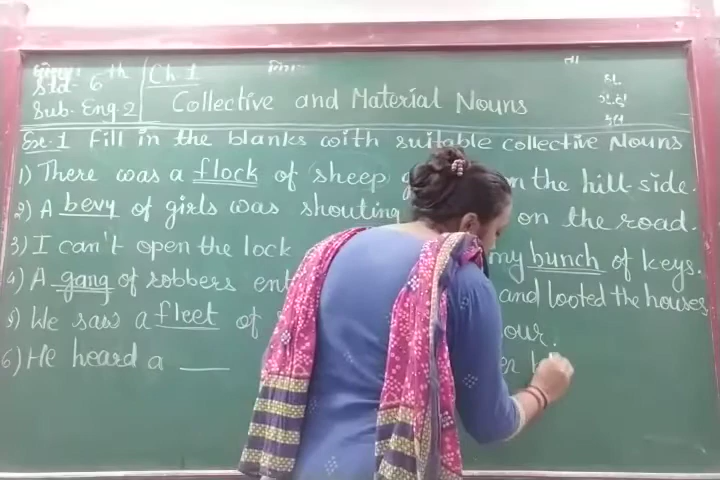 Std- 6th Ch.1
Sub- Eng-2 Collective and Material Nouns
Ex.-1 Fill in the blanks with suitable collective Nouns
1) There was a flock of sheep on the hill-side.
2) A bevy of girls was shouting on the road.
3) I can't open the lock my bunch of keys.
4) A gang of robbers and looted the houses.
5) We saw a fleet of
6) He heard a ____